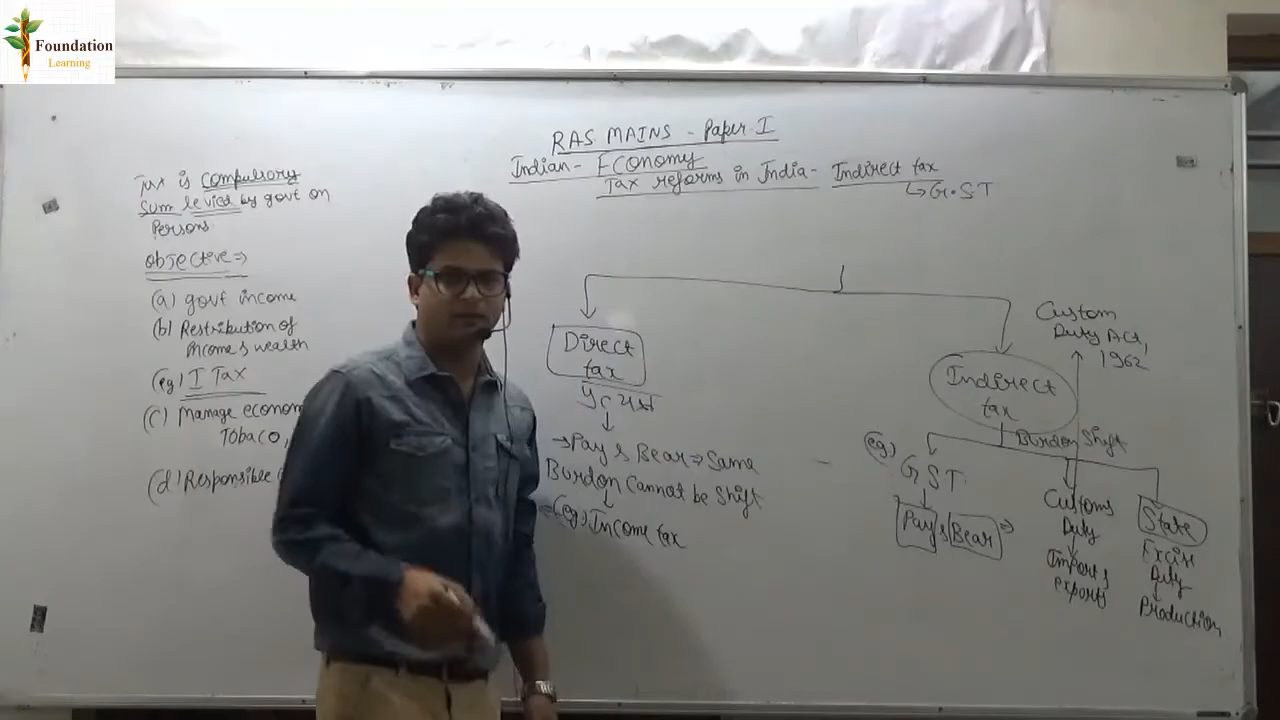 Foundation
Learning
RAS MAINS - Paper-I
Indian - Economy
Tax reforms in India - Indirect tax
↳ G.S.T
Tax is compulsory
Sum levied by govt on
Persons
objective ⇒
(a) govt income
(b) Restribution of
Income & wealth
(eg) I Tax
(c) Manage econom
Tobaco,
(d) Responsible
Direct
tax
→ Pay & Bear ⇒ Same
Burdon Cannot be Shift
(eg) Income tax
Indirect
tax
Burdon Shift
Custom
Duty Act,
1962
(eg)
GST
Pay & Bear ⇒
Customs
Duty
Import &
exports
State
Excise
Duty
Production